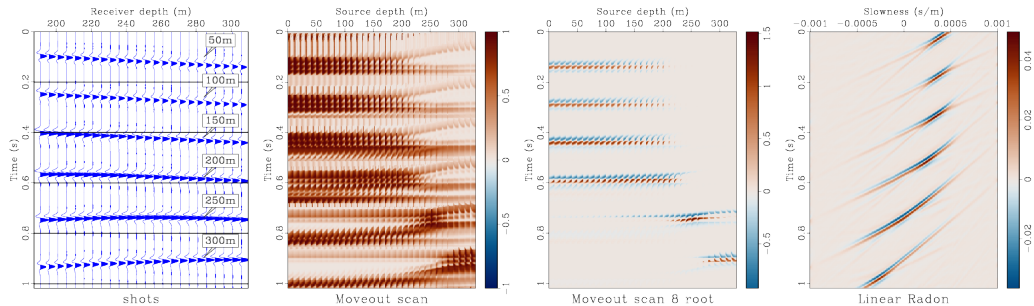 Receiver depth (m)
200 220 240 260 280 300
Time (s)
0
0.2
0.4
0.6
0.8
1
50m
100m
150m
200m
250m
300m
shots
Source depth (m)
0 50 100 150 200 250 300
Time (s)
0
0.2
0.4
0.6
0.8
1
1
0.5
0
−0.5
−1
Moveout scan
Source depth (m)
0 50 100 150 200 250 300
Time (s)
0
0.2
0.4
0.6
0.8
1
1.5
1
0.5
0
−0.5
Moveout scan 8 root
Slowness (s/m)
−0.001 −0.0005 0 0.0005 0.001
Time (s)
0
0.2
0.4
0.6
0.8
1
0.04
0.02
0
−0.02
Linear Radon